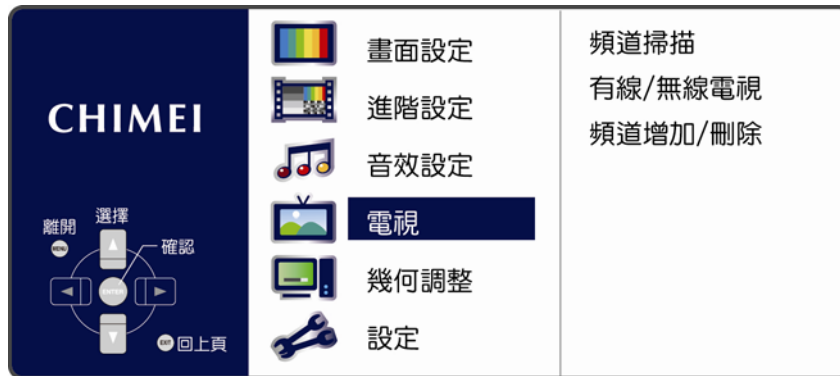 CHIMEI
離開
MENU
選擇
確認
ENTER
EXIT
回上頁
畫面設定
進階設定
音效設定
電視
幾何調整
設定
頻道掃描
有線/無線電視
頻道增加/刪除